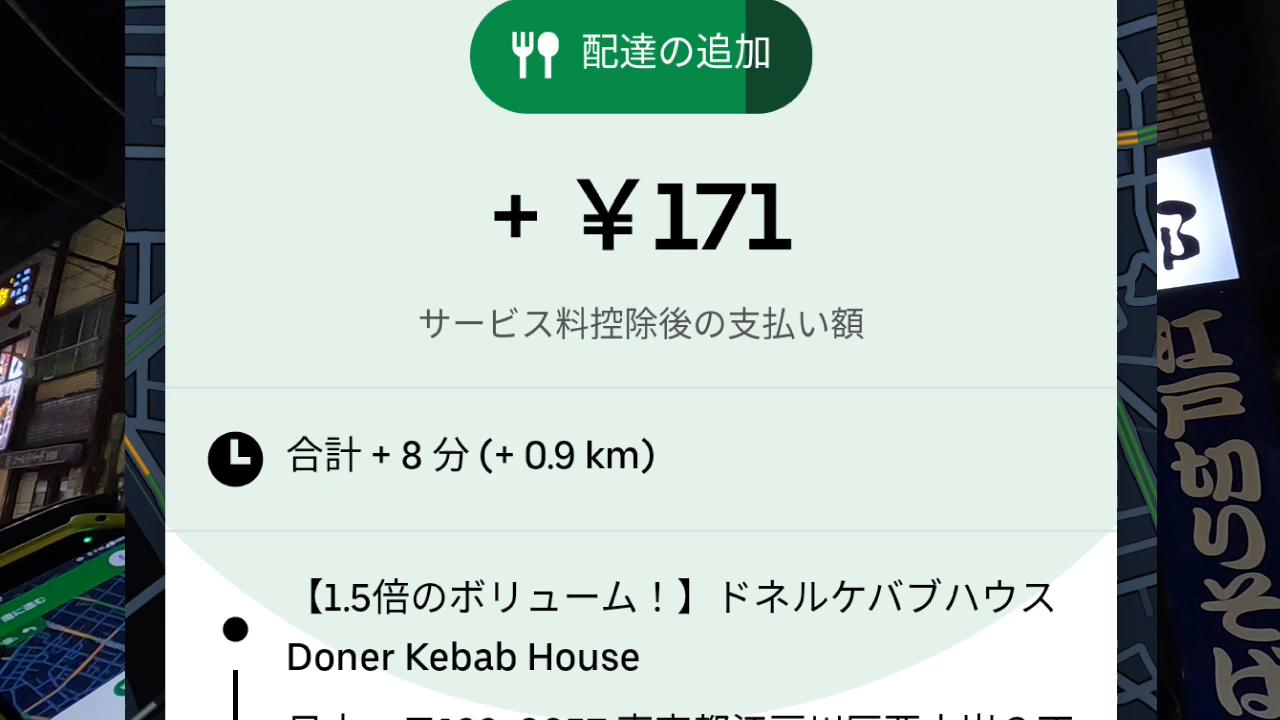 配達の追加
+ ￥171
サービス料控除後の支払い額
合計 + 8 分 (+ 0.9 km)
【1.5倍のボリューム！】ドネルケバブハウス
Doner Kebab House
江戸切りそば